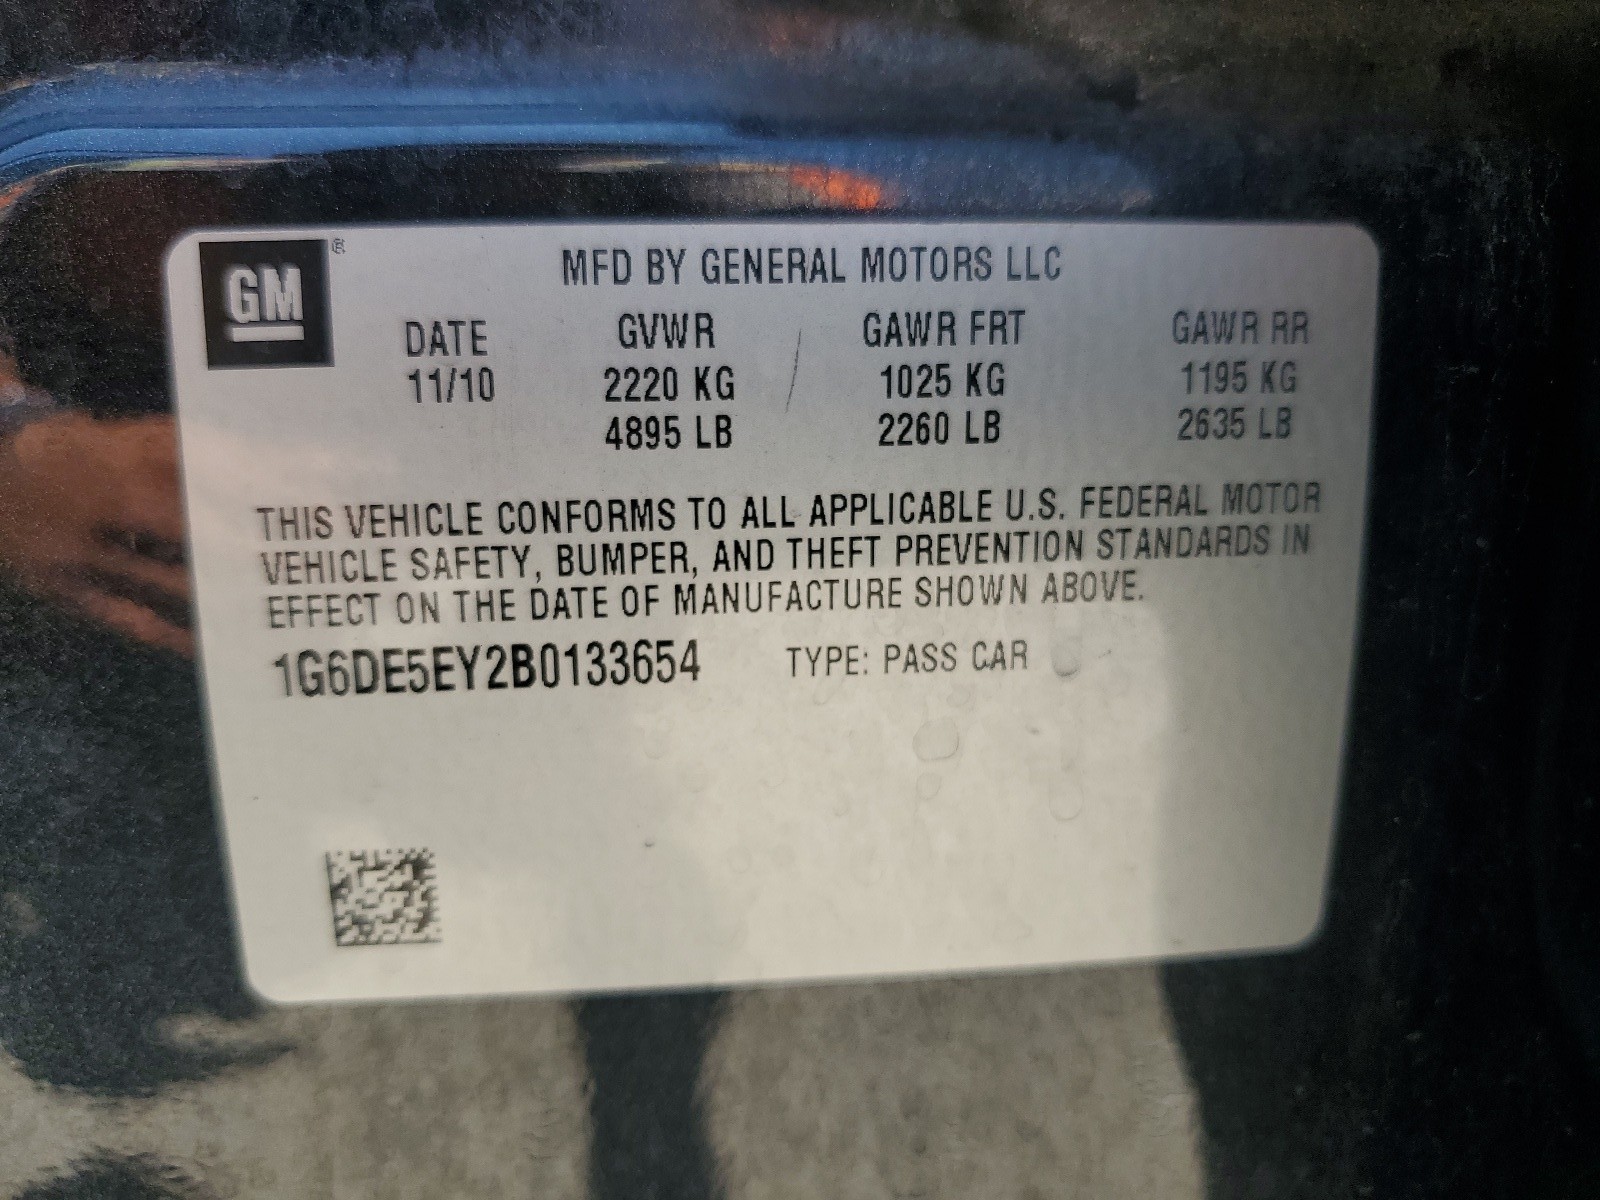 GM®
MFD BY GENERAL MOTORS LLC
DATE GVWR GAWR FRT GAWR RR
11/10 2220 KG 1025 KG 1195 KG
4895 LB 2260 LB 2635 LB
THIS VEHICLE CONFORMS TO ALL APPLICABLE U.S. FEDERAL MOTOR
VEHICLE SAFETY, BUMPER, AND THEFT PREVENTION STANDARDS IN
EFFECT ON THE DATE OF MANUFACTURE SHOWN ABOVE.
1G6DE5EY2B0133654 TYPE: PASS CAR